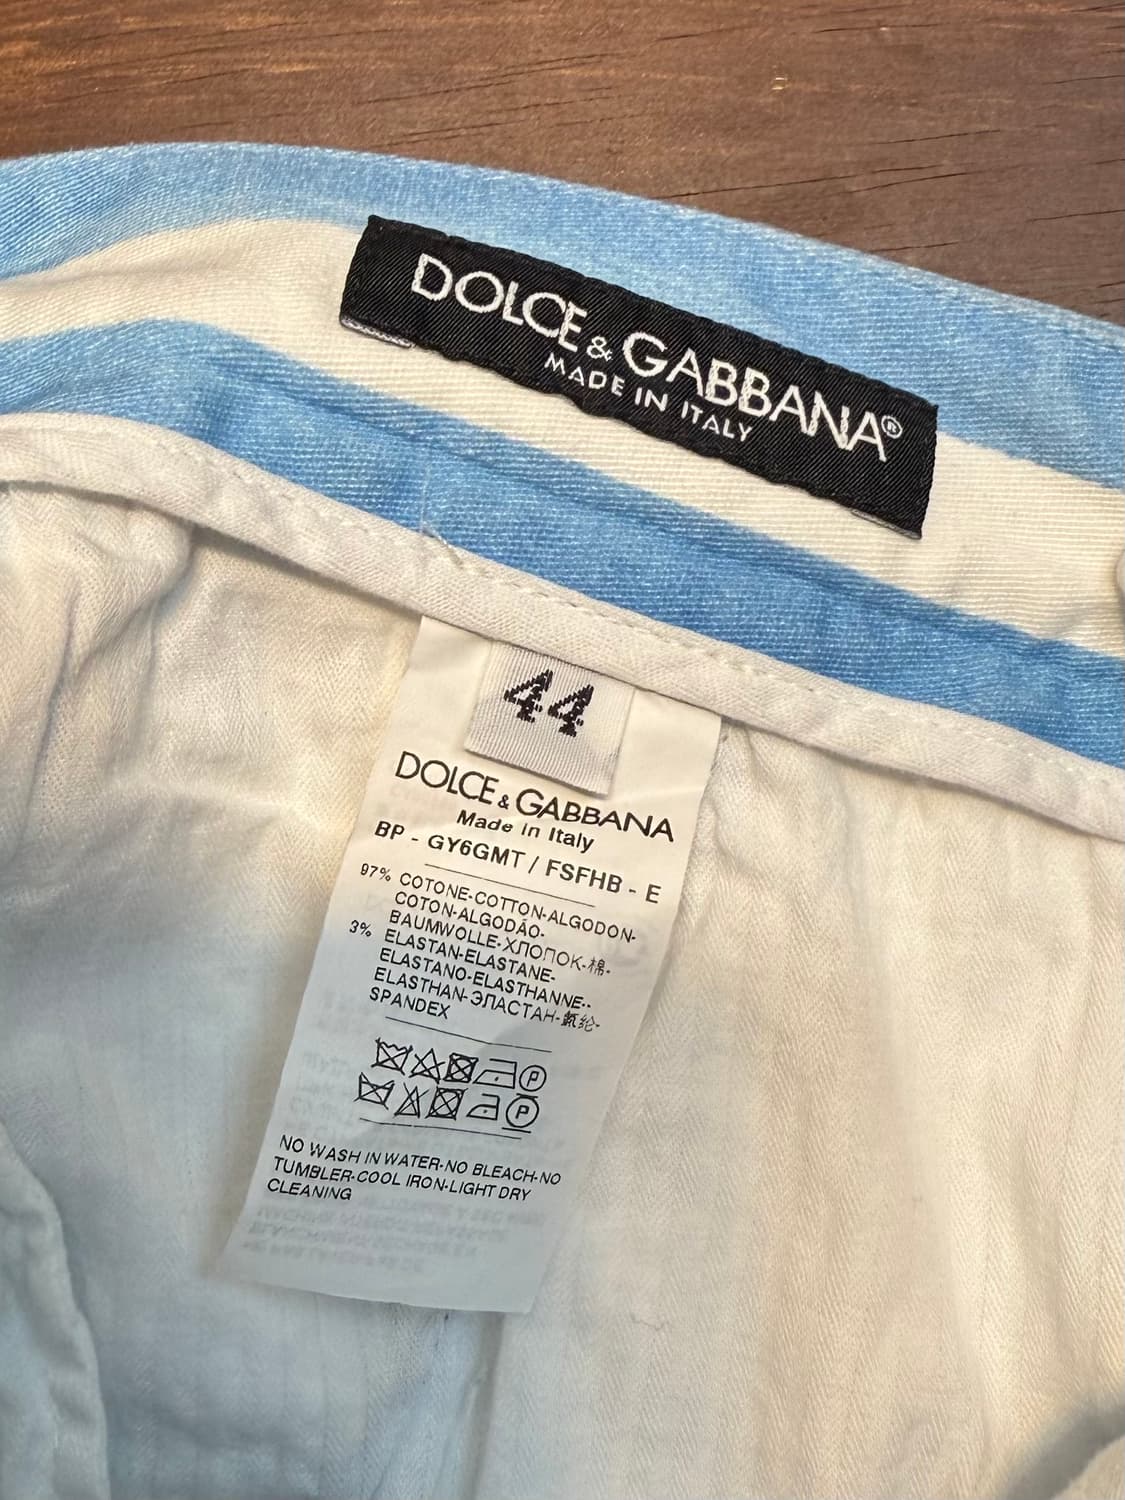 DOLCE & GABBANA®
MADE IN ITALY
44
DOLCE & GABBANA
Made in Italy
BP - GY6GMT / FSFHB - E
97% COTONE-COTTON-ALGODON-
COTON-ALGODÃO-
BAUMWOLLE-ХЛОПОК-棉-
3% ELASTAN-ELASTANE-
ELASTANO-ELASTHANNE--
ELASTHAN-ЭЛАСТАН-氨纶-
SPANDEX
P
P
NO WASH IN WATER-NO BLEACH-NO
TUMBLER-COOL IRON-LIGHT DRY
CLEANING